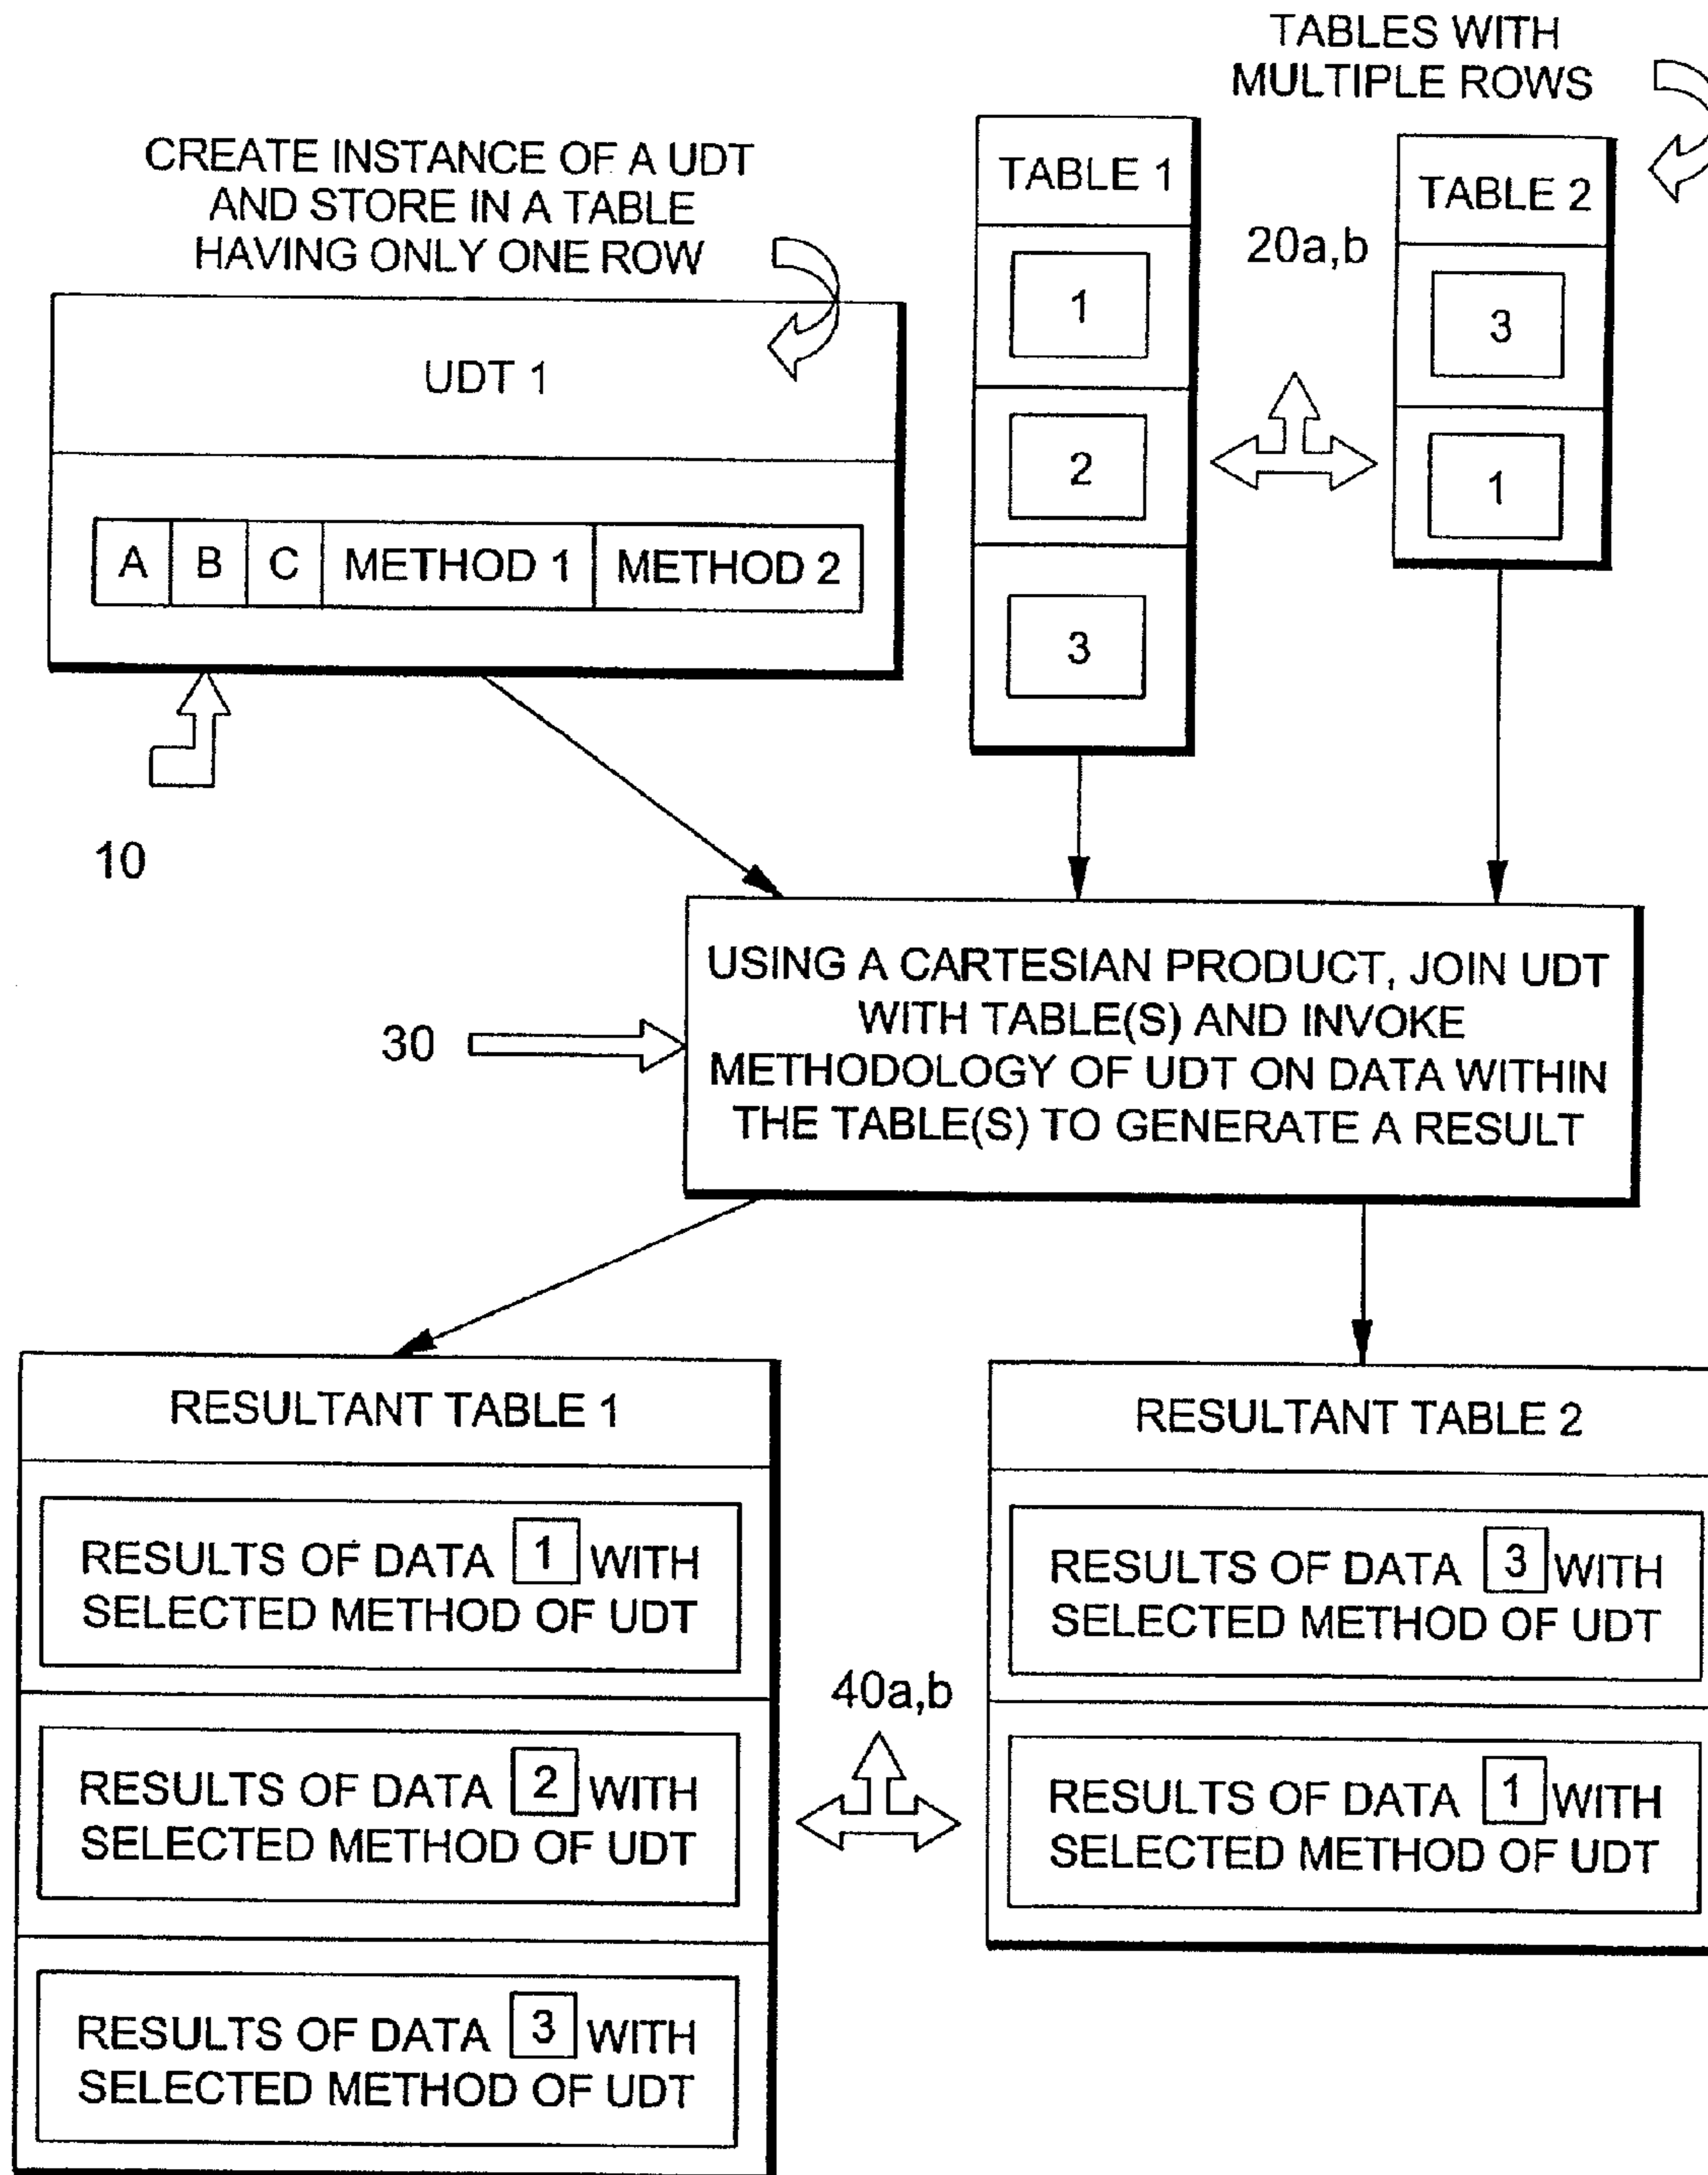 TABLES WITH
MULTIPLE ROWS
CREATE INSTANCE OF A UDT
AND STORE IN A TABLE
HAVING ONLY ONE ROW
UDT 1
A B C METHOD 1 METHOD 2
10
TABLE 1
1
2
3
20a,b
TABLE 2
3
1
30
USING A CARTESIAN PRODUCT, JOIN UDT
WITH TABLE(S) AND INVOKE
METHODOLOGY OF UDT ON DATA WITHIN
THE TABLE(S) TO GENERATE A RESULT
RESULTANT TABLE 1
RESULTS OF DATA 1 WITH
SELECTED METHOD OF UDT
RESULTS OF DATA 2 WITH
SELECTED METHOD OF UDT
RESULTS OF DATA 3 WITH
SELECTED METHOD OF UDT
40a,b
RESULTANT TABLE 2
RESULTS OF DATA 3 WITH
SELECTED METHOD OF UDT
RESULTS OF DATA 1 WITH
SELECTED METHOD OF UDT